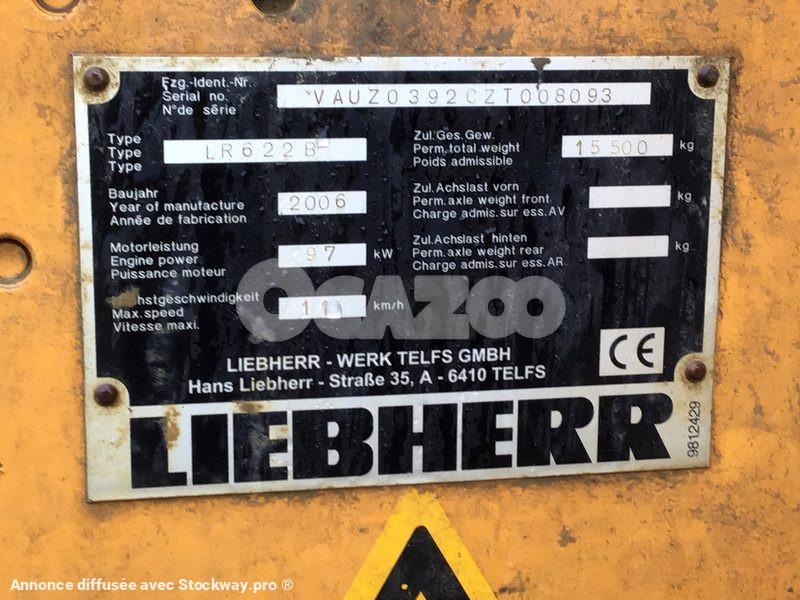 Fzg.-Ident.-Nr.
Serial no.
N°de série
VAUZ0392CZT008093
Type
Type
Type
LR622B
Zul.Ges.Gew.
Perm.total weight
Poids admissible
15 500 kg
Baujahr
Year of manufacture
Année de fabrication
2006
Zul.Achslast vorn
Perm.axle weight front
Charge admis.sur ess.AV
kg
Motorleistung
Engine power
Puissance moteur
97 kW
Zul.Achslast hinten
Perm.axle weight rear
Charge admis.sur ess.AR
kg
hstgeschwindigkeit
Max.speed
Vitesse maxi.
11 km/h
OCAZOO
LIEBHERR - WERK TELFS GMBH
Hans Liebherr - Straße 35, A - 6410 TELFS
CE
LIEBHERR
9812429
Annonce diffusée avec Stockway.pro ®